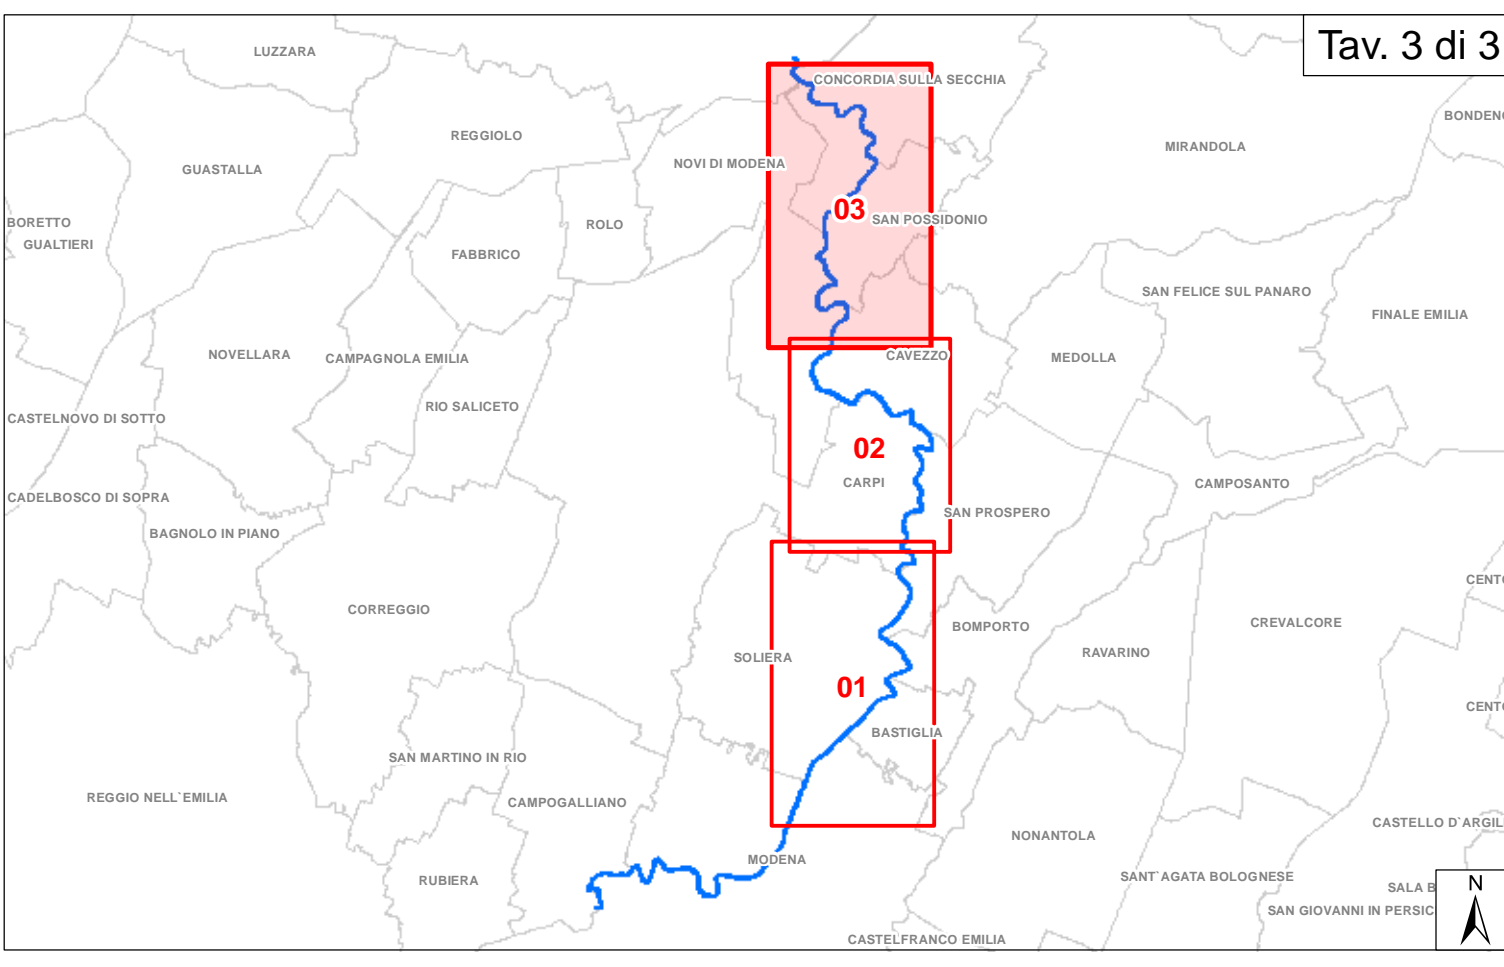 Tav. 3 di 3
LUZZARA
CONCORDIA SULLA SECCHIA
BONDENO
REGGIOLO
MIRANDOLA
NOVI DI MODENA
GUASTALLA
03
BORETTO
ROLO
SAN POSSIDONIO
GUALTIERI
FABBRICO
SAN FELICE SUL PANARO
FINALE EMILIA
NOVELLARA
CAMPAGNOLA EMILIA
CAVEZZO
MEDOLLA
RIO SALICETO
CASTELNOVO DI SOTTO
02
CARPI
CAMPOSANTO
CADELBOSCO DI SOPRA
SAN PROSPERO
BAGNOLO IN PIANO
CENTO
CORREGGIO
BOMPORTO
CREVALCORE
RAVARINO
SOLIERA
01
CENTO
BASTIGLIA
SAN MARTINO IN RIO
REGGIO NELL`EMILIA
CAMPOGALLIANO
CASTELLO D`ARGIL
NONANTOLA
MODENA
SANT`AGATA BOLOGNESE
RUBIERA
SALA B
N
SAN GIOVANNI IN PERSIC
CASTELFRANCO EMILIA